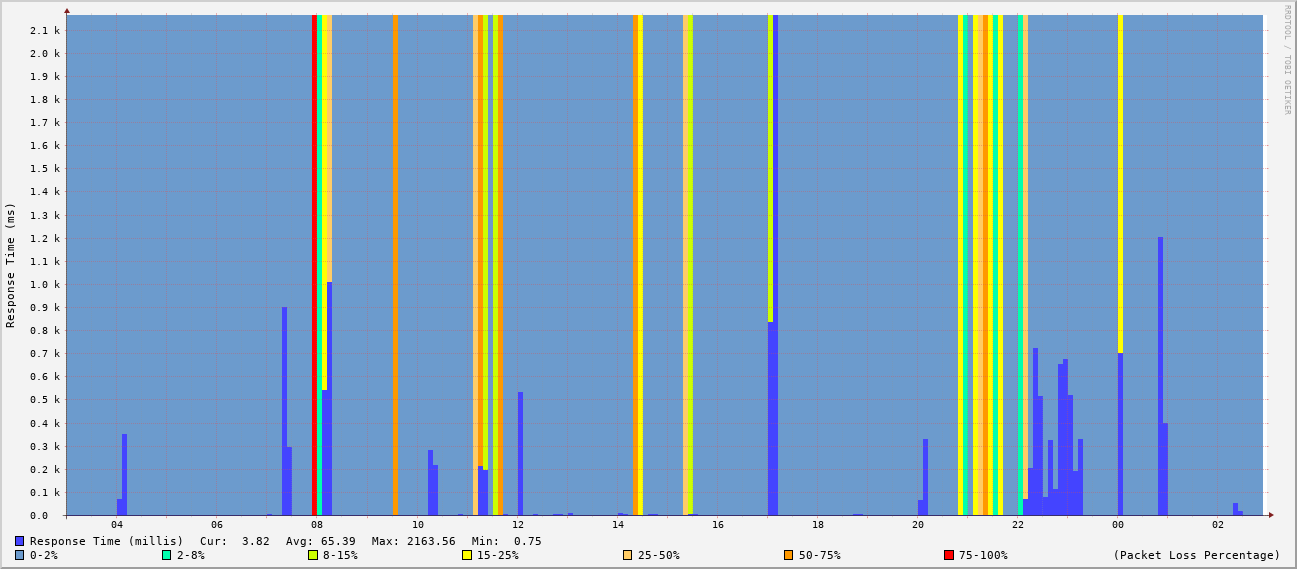 RRDTOOL / TOBI OETIKER
Response Time (ms)
2.1 k
2.0 k
1.9 k
1.8 k
1.7 k
1.6 k
1.5 k
1.4 k
1.3 k
1.2 k
1.1 k
1.0 k
0.9 k
0.8 k
0.7 k
0.6 k
0.5 k
0.4 k
0.3 k
0.2 k
0.1 k
0.0
04 06 08 10 12 14 16 18 20 22 00 02
Response Time (millis) Cur: 3.82 Avg: 65.39 Max: 2163.56 Min: 0.75
0-2% 2-8% 8-15% 15-25% 25-50% 50-75% 75-100% (Packet Loss Percentage)